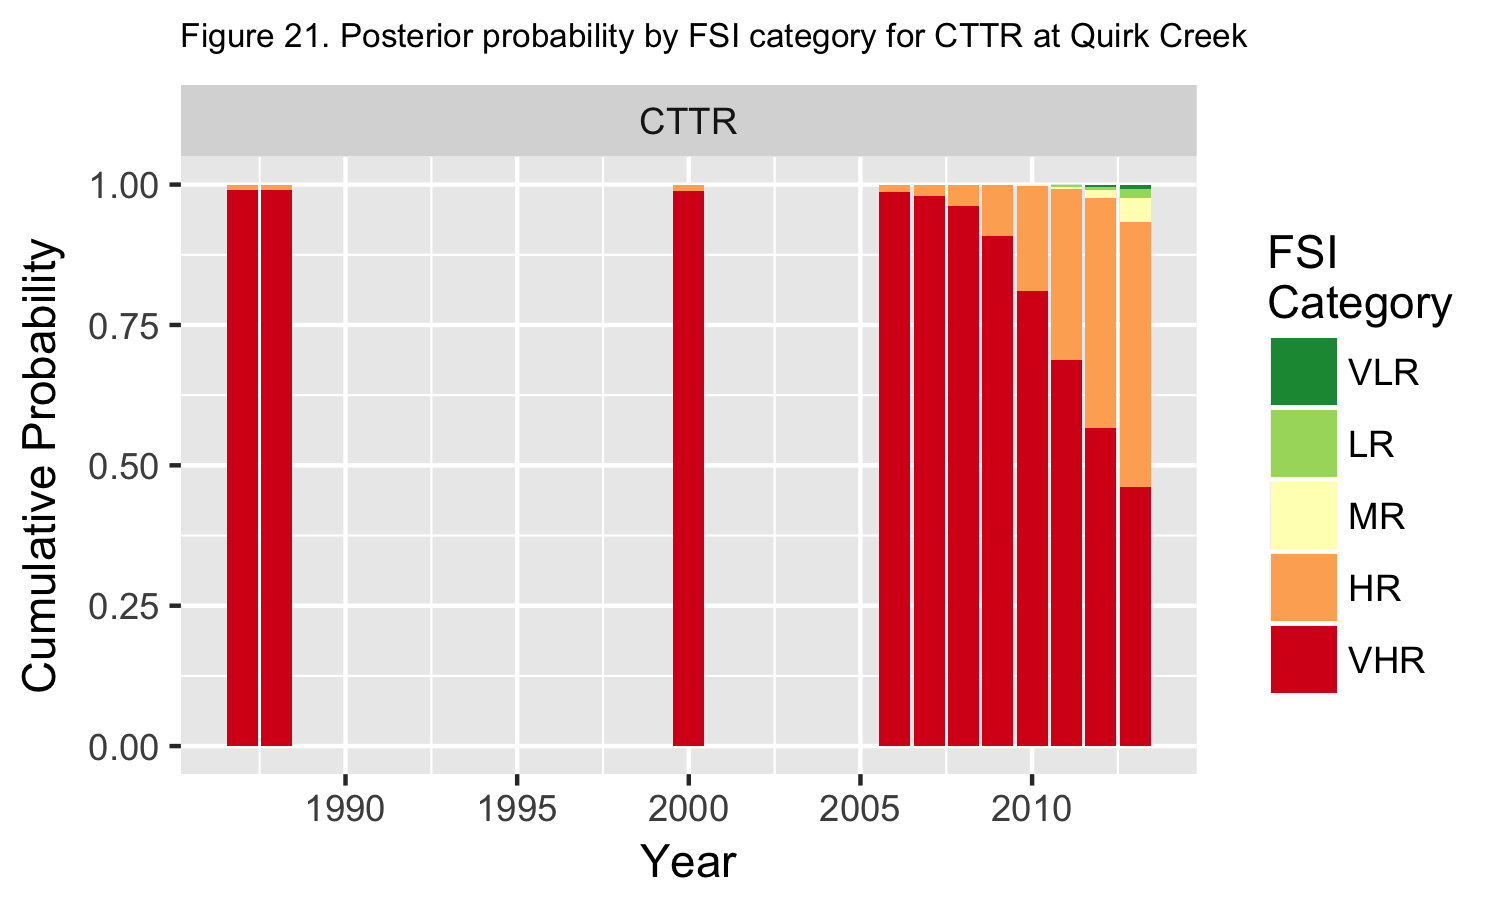 Figure 21. Posterior probability by FSI category for CTTR at Quirk Creek
CTTR
1.00
0.75
0.50
0.25
0.00
Cumulative Probability
1990
1995
2000
2005
2010
Year
FSI
Category
VLR
LR
MR
HR
VHR